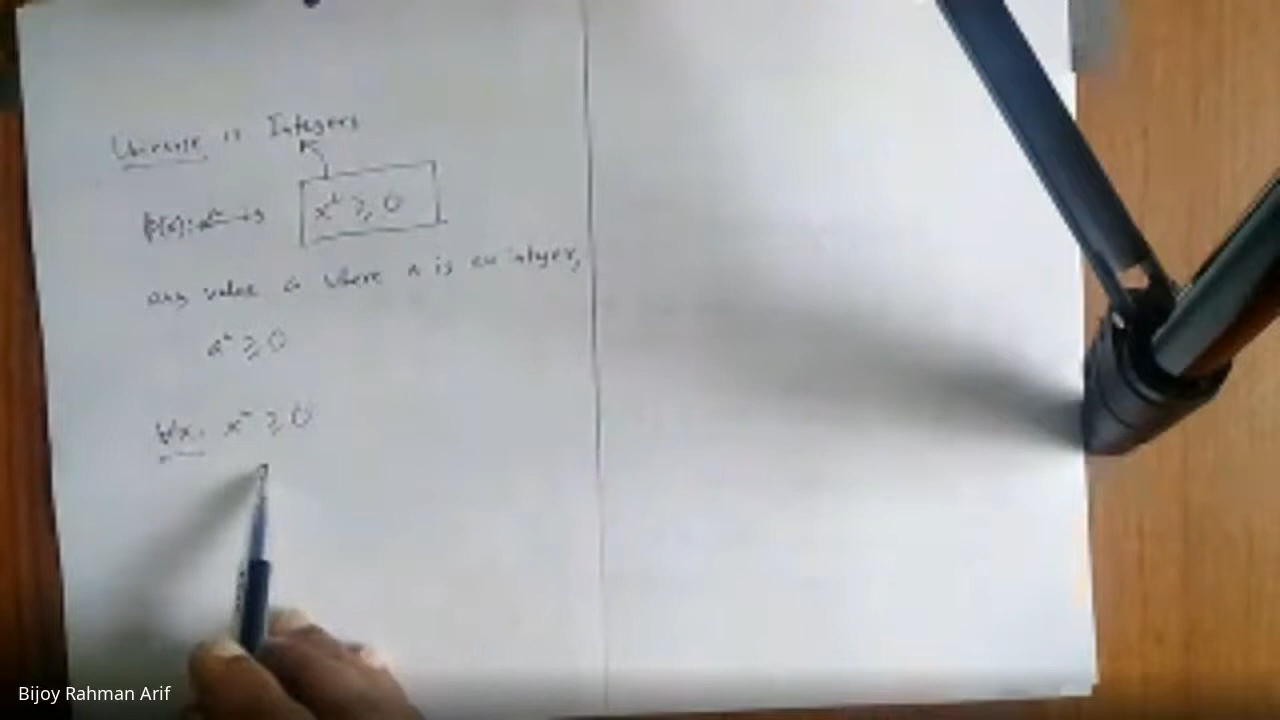 Universe is Integers
p(x): x² is x² ≥ 0
any value a where a is an integer,
a² ≥ 0
∀x. x² ≥ 0
Bijoy Rahman Arif